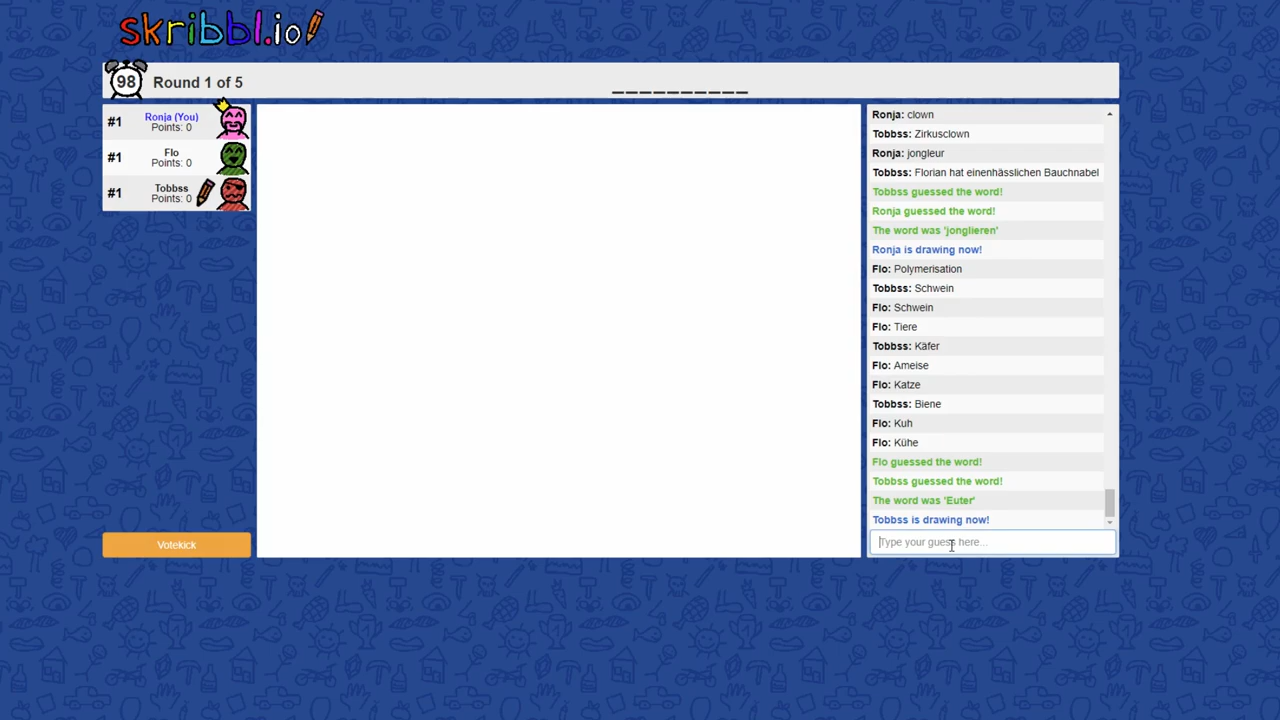 skribbl.io
98
Round 1 of 5
__________
#1
Ronja (You)
Points: 0
#1
Flo
Points: 0
#1
Tobbss
Points: 0
Votekick
Ronja: clown
Tobbss: Zirkusclown
Ronja: jongleur
Tobbss: Florian hat einenhässlichen Bauchnabel
Tobbss guessed the word!
Ronja guessed the word!
The word was 'jonglieren'
Ronja is drawing now!
Flo: Polymerisation
Tobbss: Schwein
Flo: Schwein
Flo: Tiere
Tobbss: Käfer
Flo: Ameise
Flo: Katze
Tobbss: Biene
Flo: Kuh
Flo: Kühe
Flo guessed the word!
Tobbss guessed the word!
The word was 'Euter'
Tobbss is drawing now!
Type your guess here...